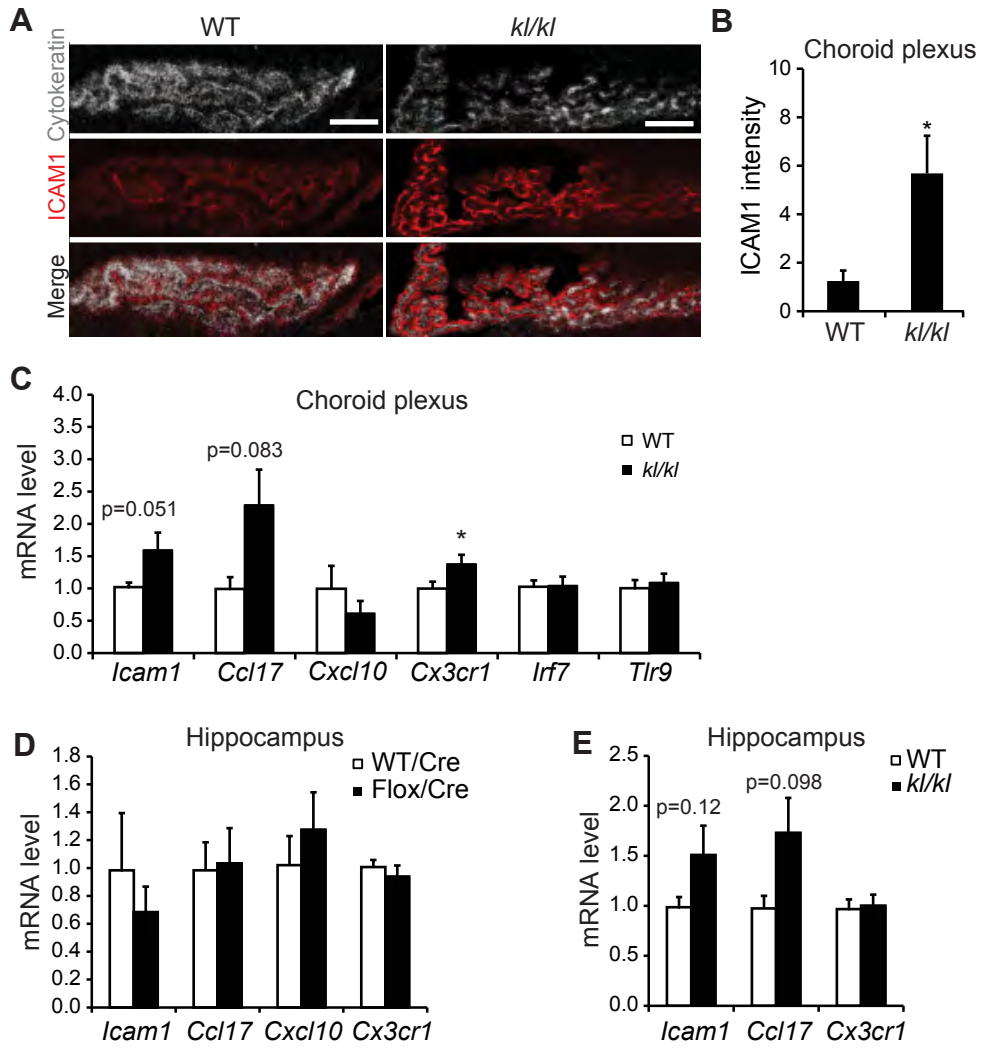 A
WT
kl/kl
Cytokeratin
ICAM1
Merge
B
Choroid plexus
10
8
6
4
2
0
ICAM1 intensity
*
WT
kl/kl
C
Choroid plexus
4.0
3.5
3.0
2.5
2.0
1.5
1.0
0.5
0.0
mRNA level
WT
kl/kl
p=0.051
p=0.083
*
Icam1
Ccl17
Cxcl10
Cx3cr1
Irf7
Tlr9
D
Hippocampus
WT/Cre
Flox/Cre
1.8
1.6
1.4
1.2
1.0
0.8
0.6
0.4
0.2
0.0
mRNA level
Icam1
Ccl17
Cxcl10
Cx3cr1
E
Hippocampus
WT
kl/kl
2.5
2.0
1.5
1.0
0.5
0.0
mRNA level
p=0.12
p=0.098
Icam1
Ccl17
Cx3cr1